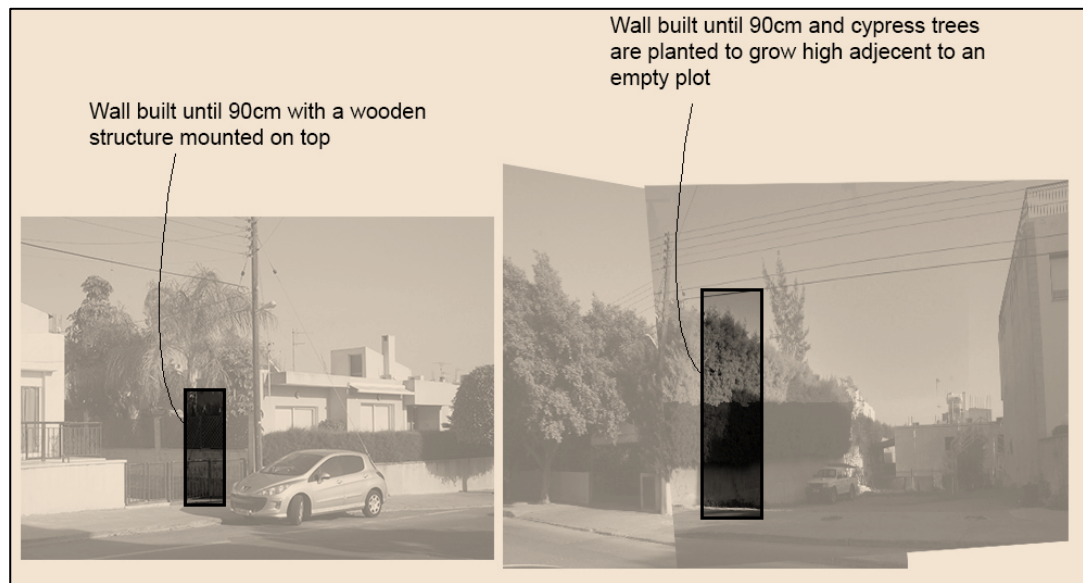 Wall built until 90cm with a wooden
structure mounted on top
Wall built until 90cm and cypress trees
are planted to grow high adjecent to an
empty plot